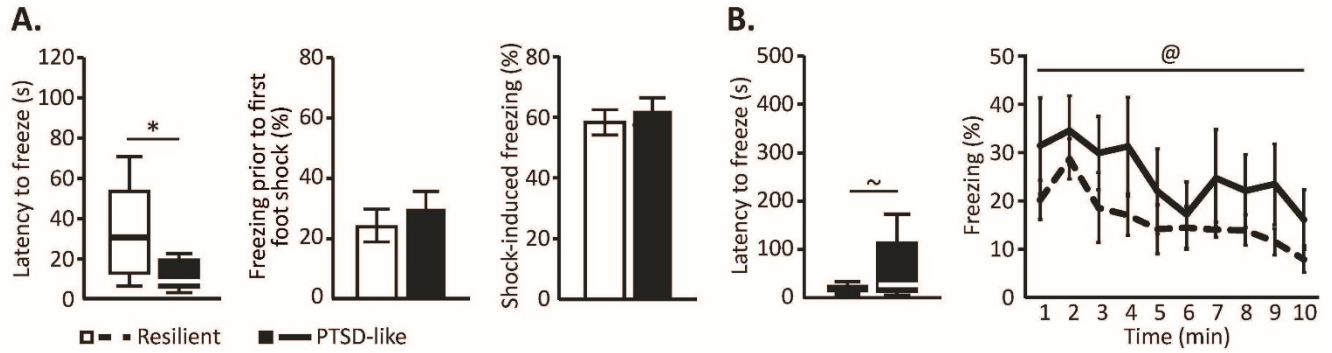 A.
Latency to freeze (s)
120
100
80
60
40
20
0
*
Freezing prior to first
foot shock (%)
80
60
40
20
0
Shock-induced freezing (%)
80
60
40
20
0
Resilient
PTSD-like
B.
Latency to freeze (s)
500
400
300
200
100
0
~
Freezing (%)
50
40
30
20
10
0
@
1 2 3 4 5 6 7 8 9 10
Time (min)